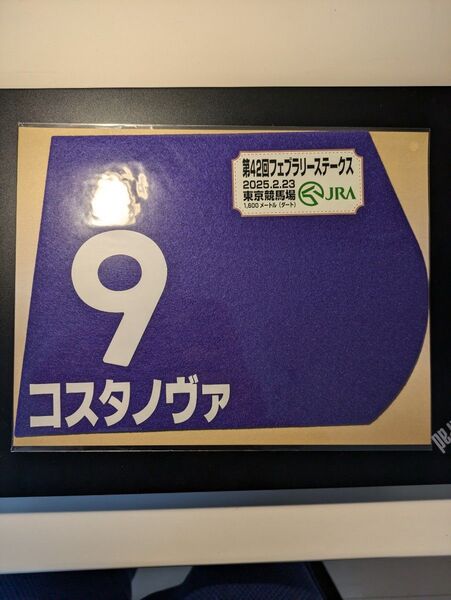 第42回フェブラリーステークス
2025.2.23
東京競馬場
1,600メートル（ダート）
JRA
9
コスタノヴァ